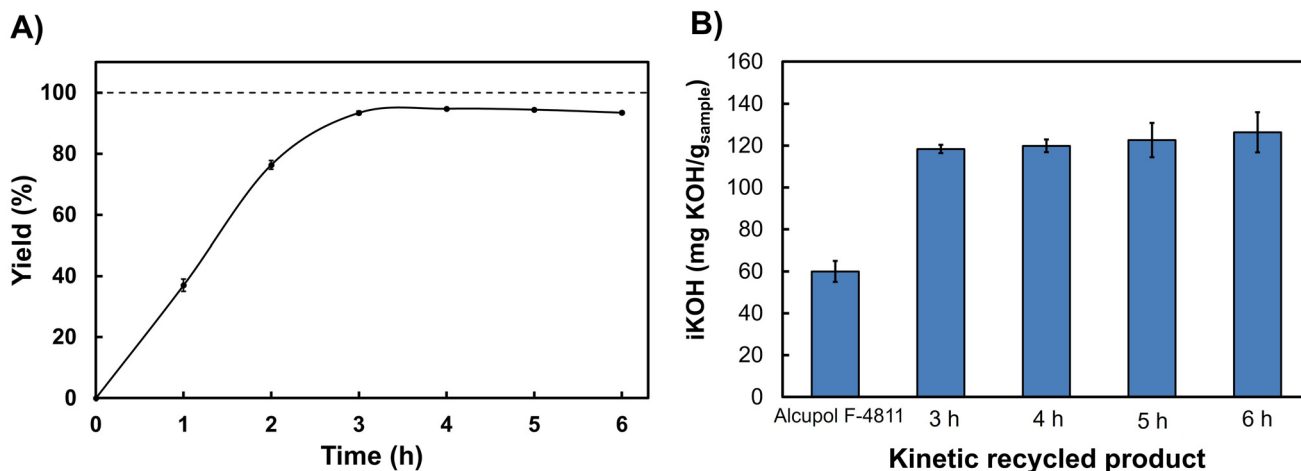 A)
100
80
60
40
20
0
Yield (%)
0 1 2 3 4 5 6
Time (h)
B)
160
140
120
100
80
60
40
20
0
iKOH (mg KOH/gsample)
Alcupol F-4811 3 h 4 h 5 h 6 h
Kinetic recycled product